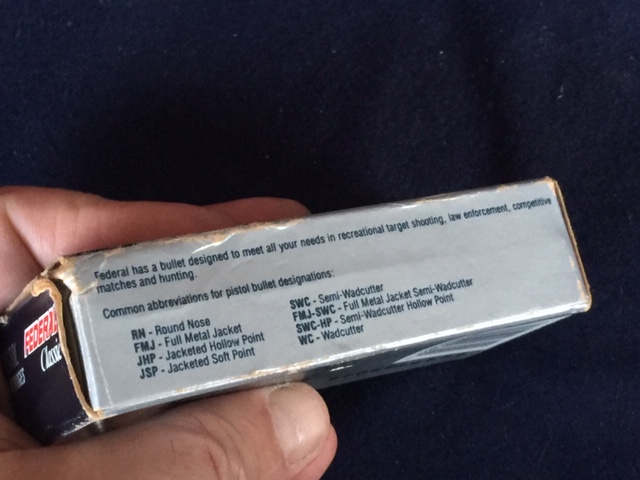 Federal has a bullet designed to meet all your needs in recreational target shooting, law enforcement, competitive
matches and hunting.
Common abbreviations for pistol bullet designations:
RN - Round Nose
FMJ - Full Metal Jacket
JHP - Jacketed Hollow Point
JSP - Jacketed Soft Point
SWC - Semi-Wadcutter
FMJ-SWC - Full Metal Jacket Semi-Wadcutter
SWC-HP - Semi-Wadcutter Hollow Point
WC - Wadcutter
FEDERAL
Classic